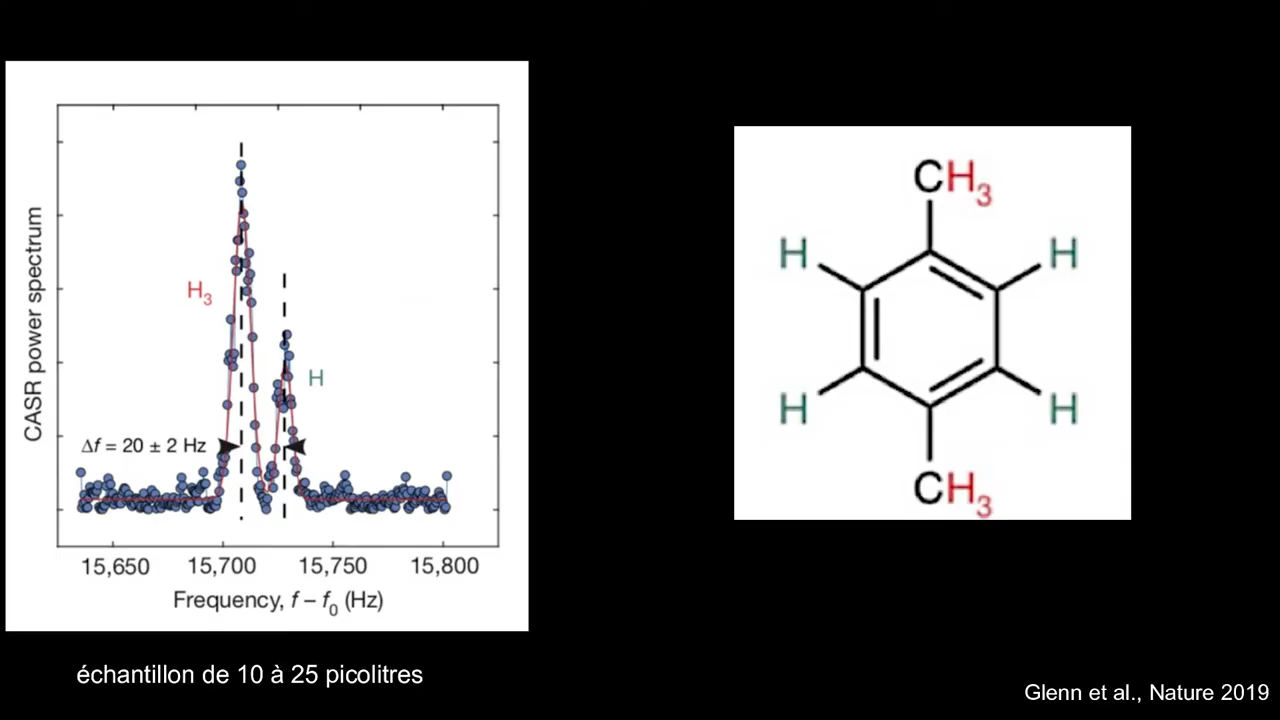 CASR power spectrum
H₃
H
Δf = 20 ± 2 Hz
15,650 15,700 15,750 15,800
Frequency, f – f₀ (Hz)
échantillon de 10 à 25 picolitres
CH₃
H H
H H
CH₃
Glenn et al., Nature 2019